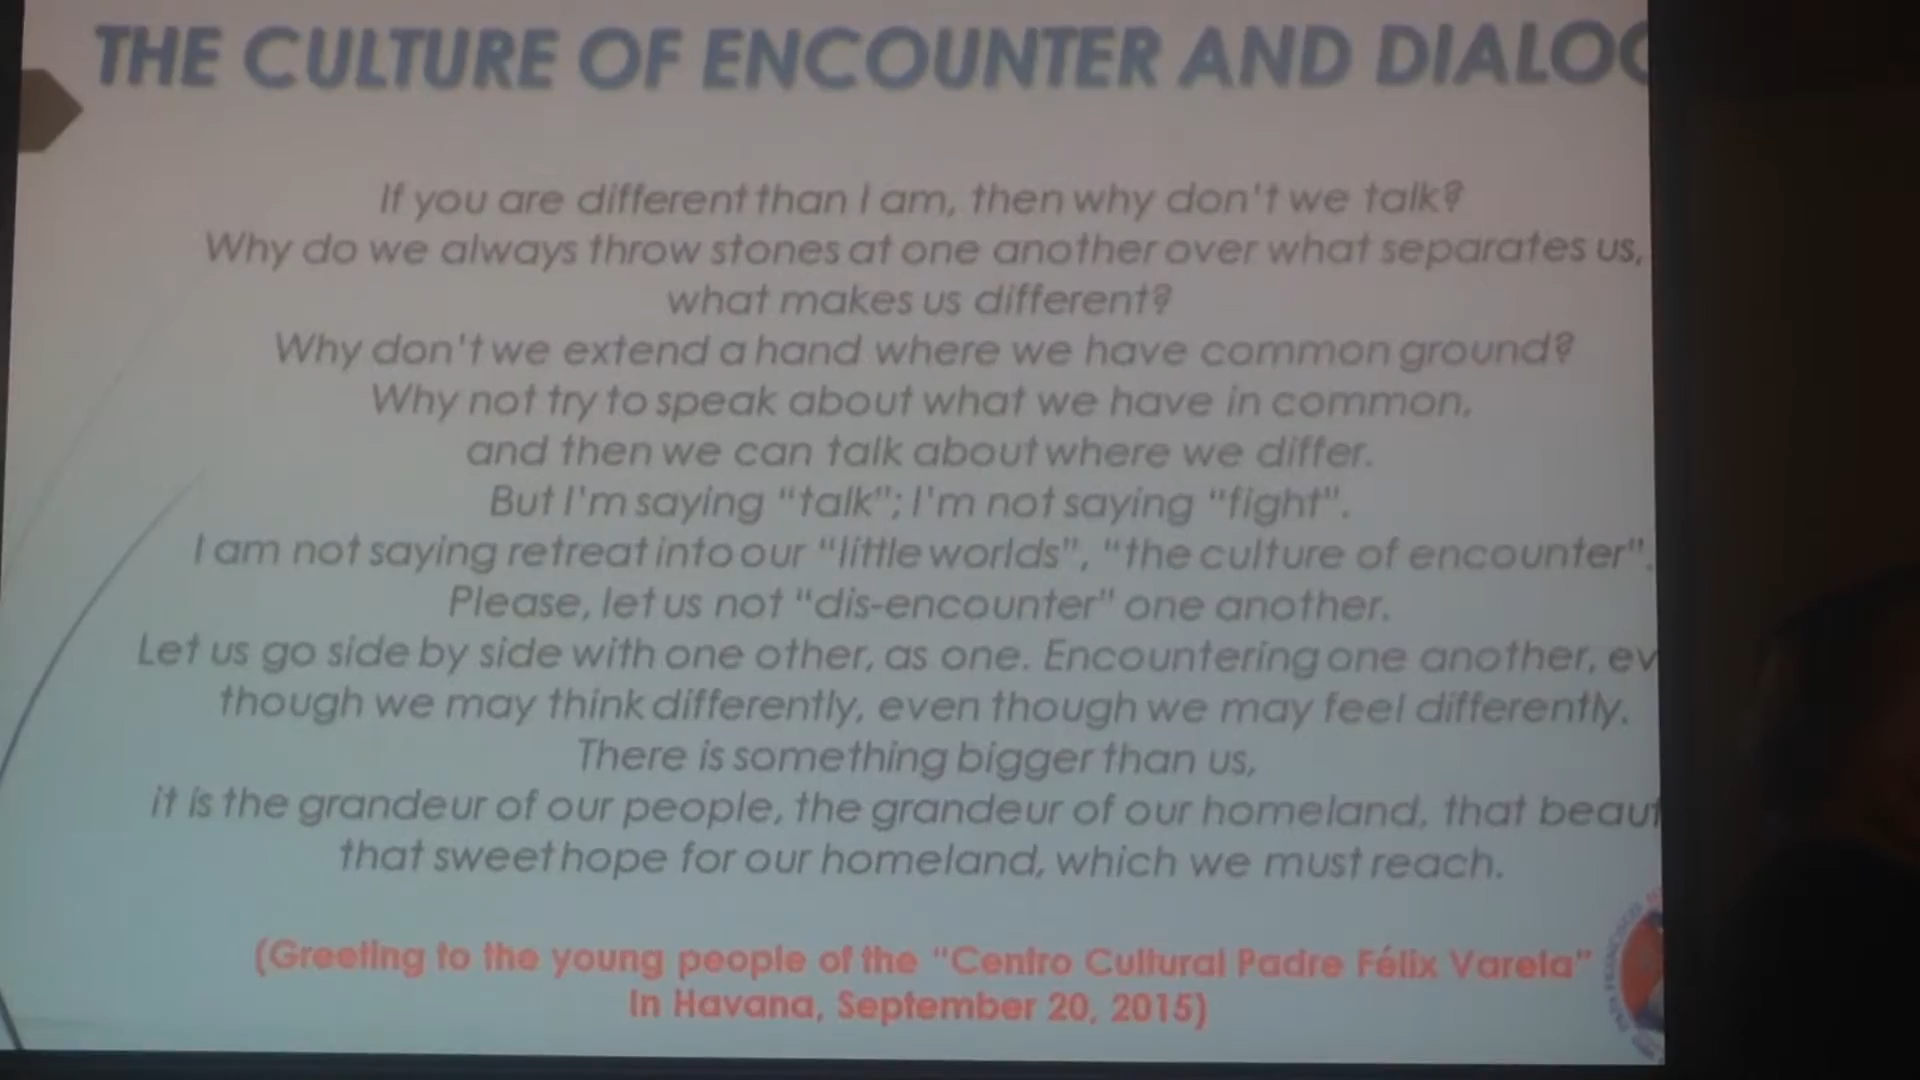 THE CULTURE OF ENCOUNTER AND DIALOG
If you are different than I am, then why don't we talk?
Why do we always throw stones at one another over what separates us,
what makes us different?
Why don't we extend a hand where we have common ground?
Why not try to speak about what we have in common,
and then we can talk about where we differ.
But I'm saying "talk"; I'm not saying "fight".
I am not saying retreat into our "little worlds", "the culture of encounter".
Please, let us not "dis-encounter" one another.
Let us go side by side with one other, as one. Encountering one another, ev
though we may think differently, even though we may feel differently.
There is something bigger than us,
it is the grandeur of our people, the grandeur of our homeland, that beaut
that sweet hope for our homeland, which we must reach.
(Greeting to the young people of the "Centro Cultural Padre Félix Varela"
In Havana, September 20, 2015)